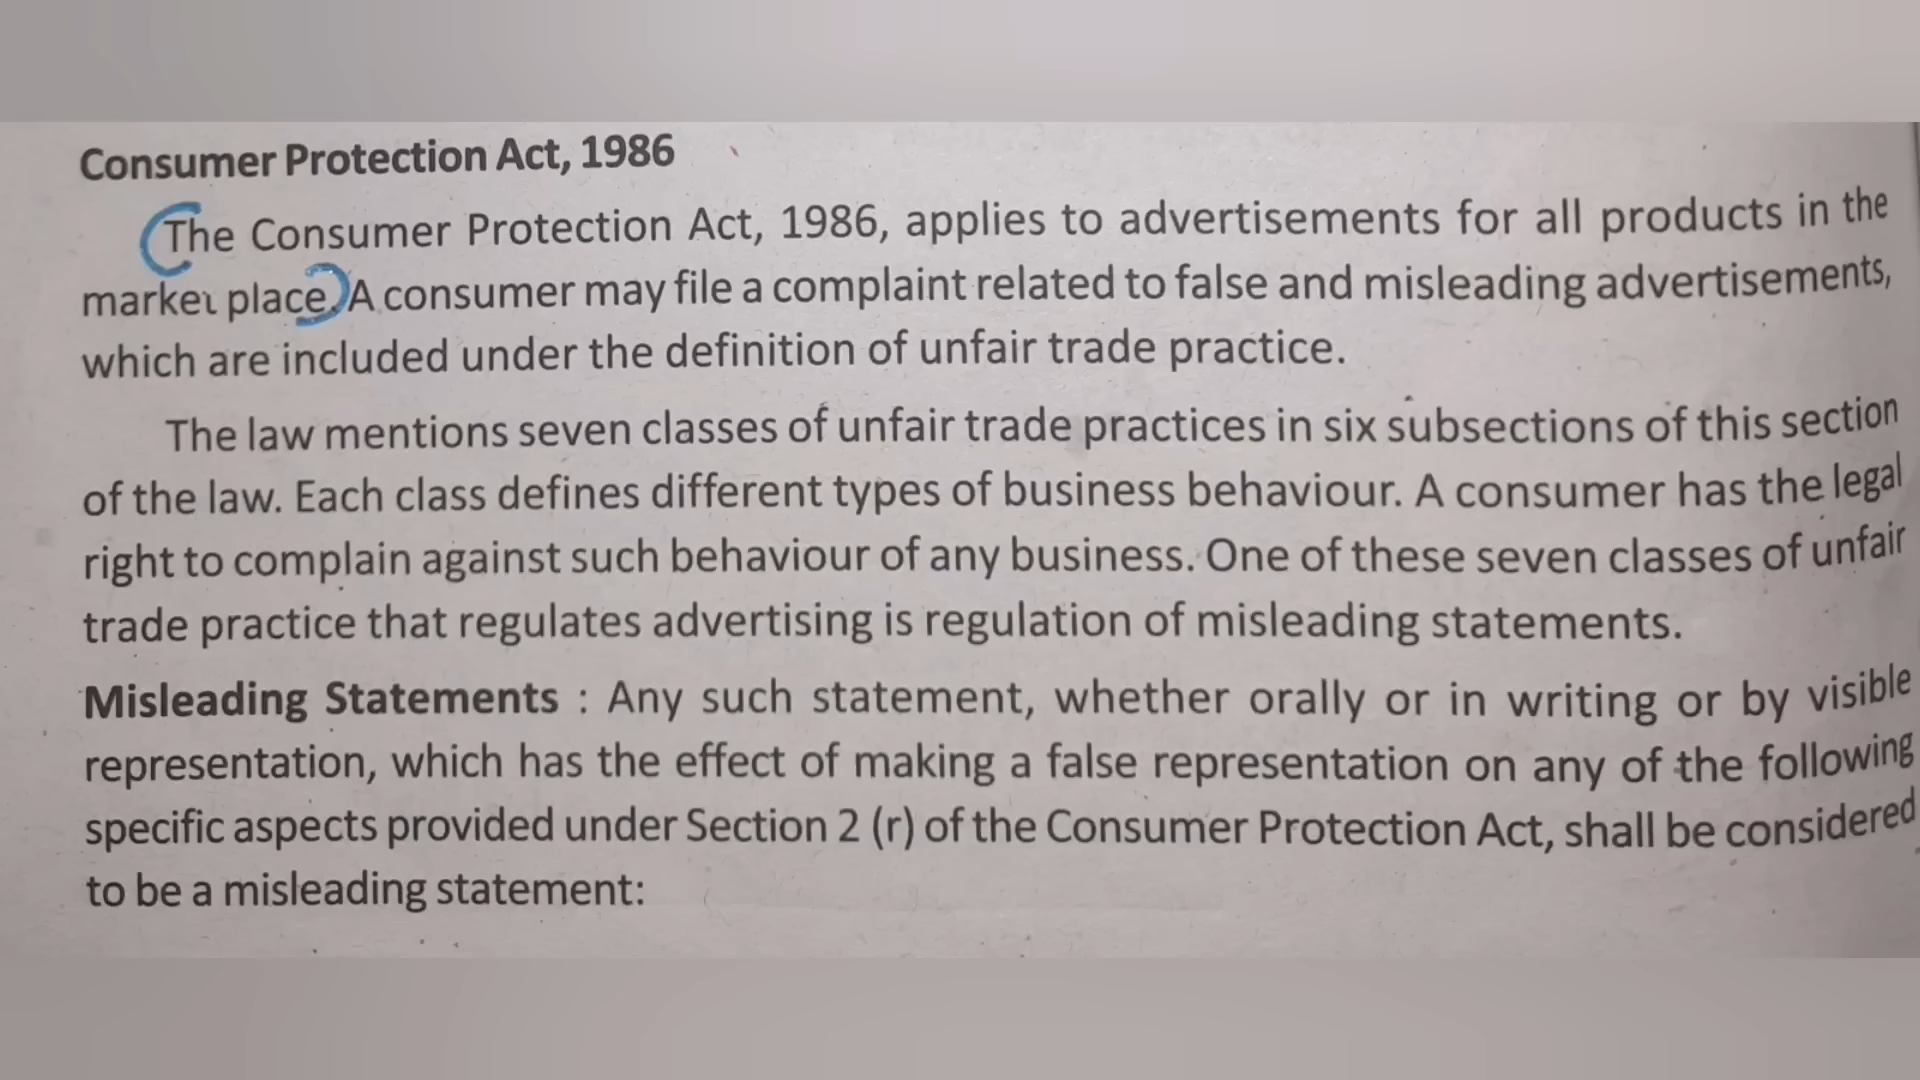 Consumer Protection Act, 1986
The Consumer Protection Act, 1986, applies to advertisements for all products in the
market place. A consumer may file a complaint related to false and misleading advertisements,
which are included under the definition of unfair trade practice.
The law mentions seven classes of unfair trade practices in six subsections of this section
of the law. Each class defines different types of business behaviour. A consumer has the legal
right to complain against such behaviour of any business. One of these seven classes of unfair
trade practice that regulates advertising is regulation of misleading statements.
Misleading Statements : Any such statement, whether orally or in writing or by visible
representation, which has the effect of making a false representation on any of the following
specific aspects provided under Section 2 (r) of the Consumer Protection Act, shall be considered
to be a misleading statement: